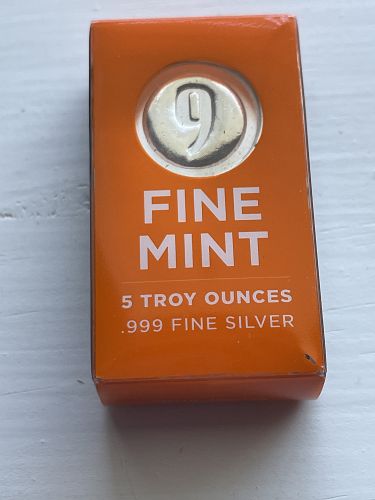 9
FINE
MINT
5 TROY OUNCES
.999 FINE SILVER